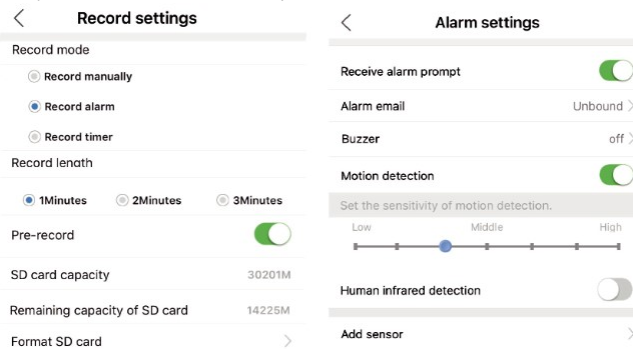 Record settings
Record mode
Record manually
Record alarm
Record timer
Record length
1Minutes 2Minutes 3Minutes
Pre-record
SD card capacity 30201M
Remaining capacity of SD card 14225M
Format SD card
Alarm settings
Receive alarm prompt
Alarm email Unbound
Buzzer off
Motion detection
Set the sensitivity of motion detection.
Low Middle High
Human infrared detection
Add sensor